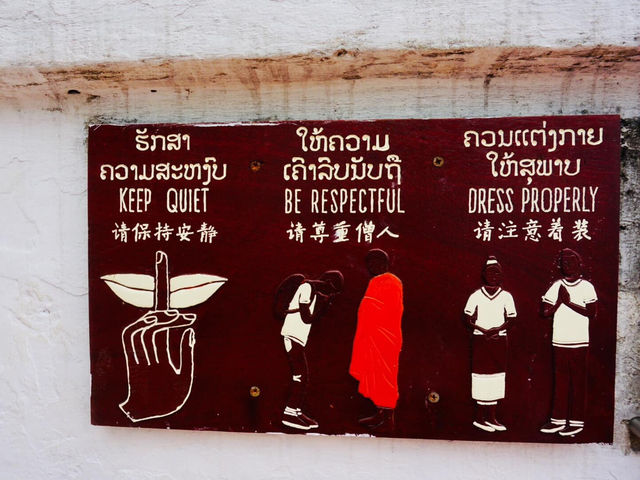 ຮັກສາ
ຄວາມສະຫງົບ
KEEP QUIET
请保持安静
ໃຫ້ຄວາມ
ເຄົາລົບນັບຖື
BE RESPECTFUL
请尊重僧人
ຄວນແຕ່ງກາຍ
ໃຫ້ສຸພາບ
DRESS PROPERLY
请注意着装